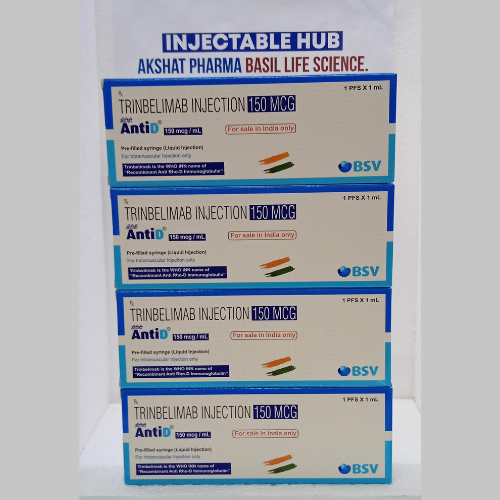 INJECTABLE HUB
AKSHAT PHARMA BASIL LIFE SCIENCE.
1 PFS X 1 mL
TRINBELIMAB INJECTION 150 MCG
AntiD® 150 mcg / mL
For sale in India only
Pre-filled syringe (Liquid Injection)
For Intramuscular Injection only
Trinbelimab is the WHO INN name of
"Recombinant Anti Rho-D Immunoglobulin"
BSV
1 PFS X 1 mL
TRINBELIMAB INJECTION 150 MCG
AntiD® 150 mcg / mL
For sale in India only
Pre-filled syringe (Liquid Injection)
For Intramuscular Injection only
Trinbelimab is the WHO INN name of
"Recombinant Anti Rho-D Immunoglobulin"
BSV
1 PFS X 1 mL
TRINBELIMAB INJECTION 150 MCG
AntiD® 150 mcg / mL
For sale in India only
Pre-filled syringe (Liquid Injection)
For Intramuscular Injection only
Trinbelimab is the WHO INN name of
"Recombinant Anti Rho-D Immunoglobulin"
BSV
1 PFS X 1 mL
TRINBELIMAB INJECTION 150 MCG
AntiD® 150 mcg / mL
For sale in India only
Pre-filled syringe (Liquid Injection)
For Intramuscular Injection only
Trinbelimab is the WHO INN name of
"Recombinant Anti Rho-D Immunoglobulin"
BSV